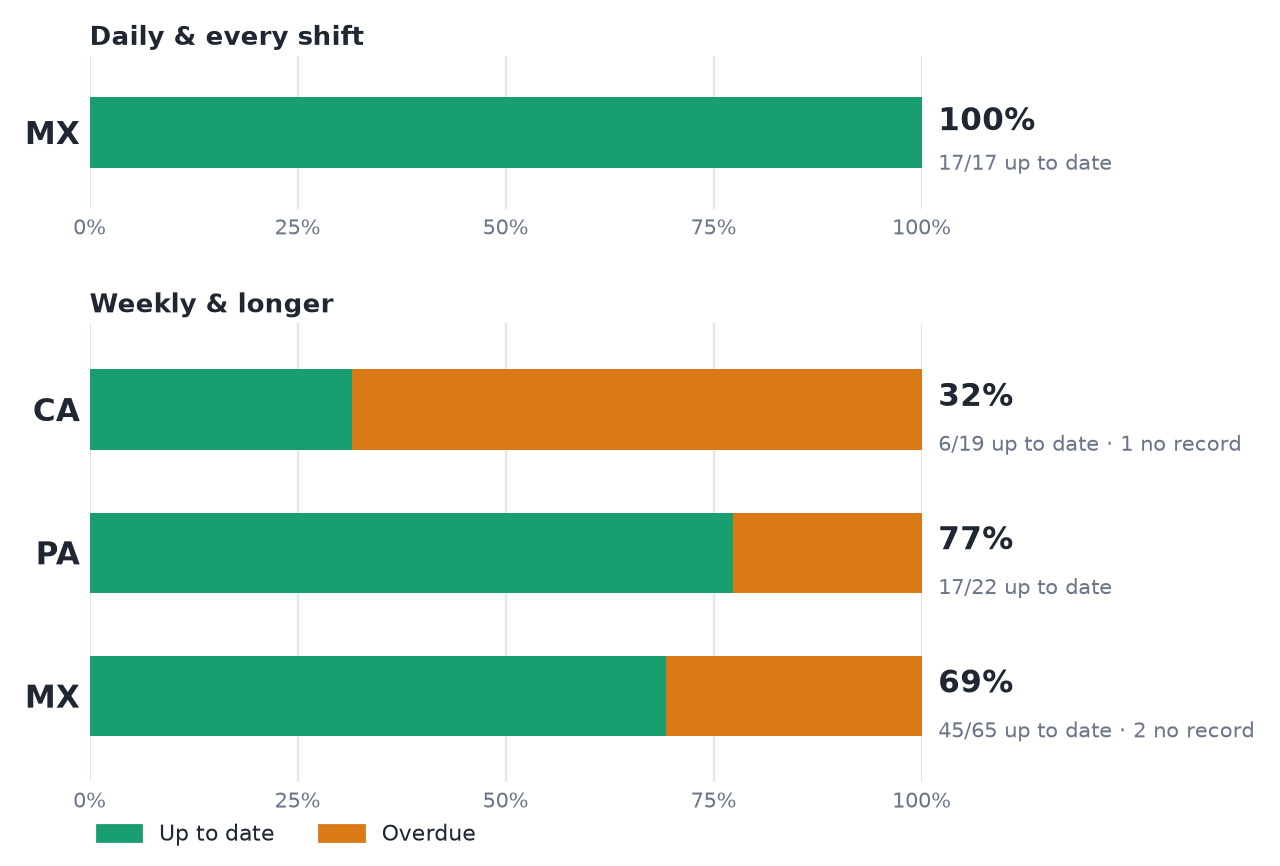 Daily & every shift
MX
100%
17/17 up to date
0% 25% 50% 75% 100%
Weekly & longer
CA
32%
6/19 up to date · 1 no record
PA
77%
17/22 up to date
MX
69%
45/65 up to date · 2 no record
0% 25% 50% 75% 100%
Up to date Overdue